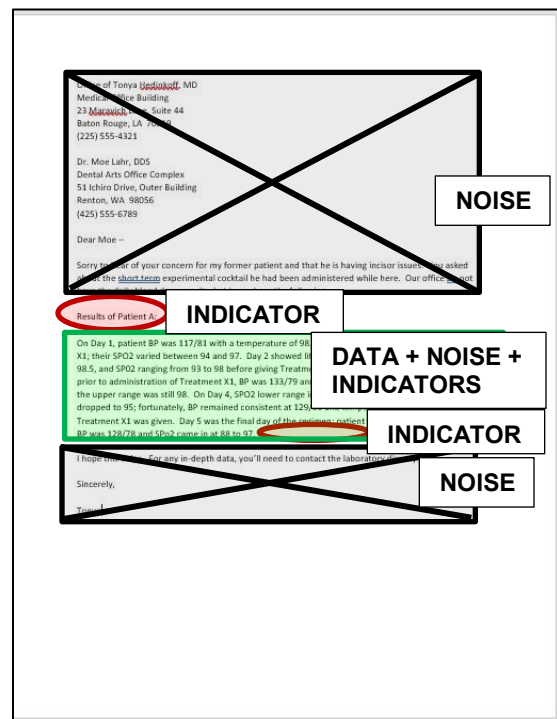 of Tonya Hedinkoff, MD
Medical Office Building
23 Maravich Suite 44
Baton Rouge, LA
(225) 555-4321
Dr. Moe Lahr, DDS
Dental Arts Office Complex
51 Ichiro Drive, Outer Building
Renton, WA 98056
(425) 555-6789
NOISE
Dear Moe –
Sorry to hear of your concern for my former patient and that he is having incisor issues. You asked
about the short term experimental cocktail he had been administered while here. Our office do not
Results of Patient A:
INDICATOR
On Day 1, patient BP was 117/81 with a temperature of 98
X1; their SPO2 varied between 94 and 97. Day 2 showed
98.5, and SPO2 ranging from 93 to 98 before giving
prior to administration of Treatment X1, BP was 133/79
the upper range was still 98. On Day 4, SPO2 lower range
dropped to 95; fortunately, BP remained consistent at
Treatment X1 was given. Day 5 was the final day of the regimen; patient
BP was 128/78 and SPo2 came in at 88 to 97.
DATA + NOISE +
INDICATORS
INDICATOR
I hope this For any in-depth data, you'll need to contact the laboratory
NOISE
Sincerely,
Tonya